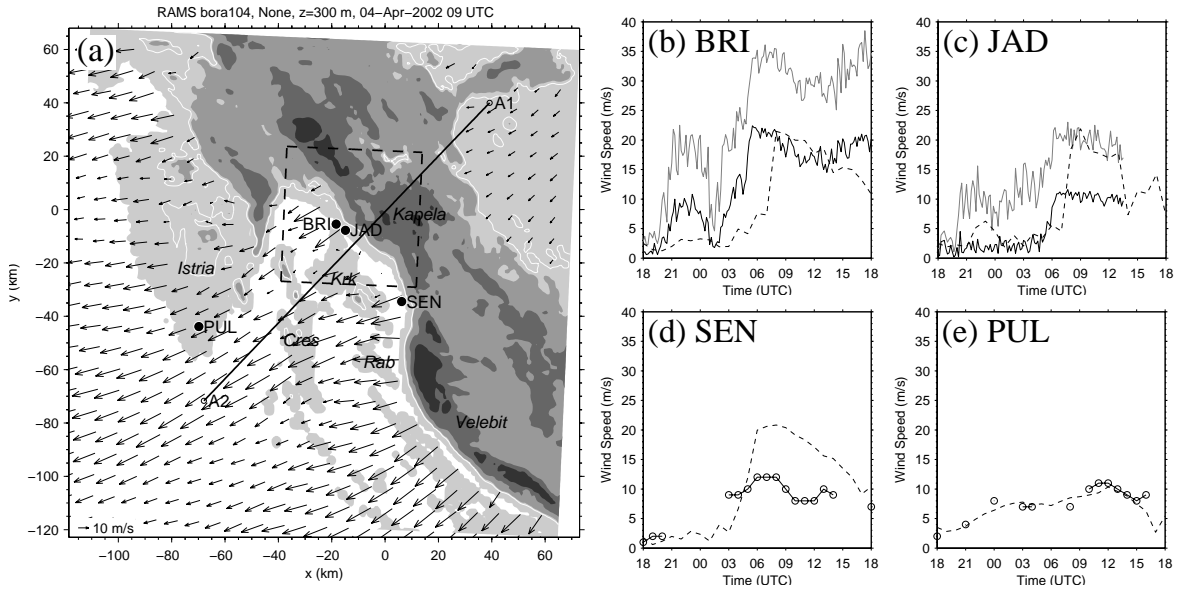 RAMS bora104, None, z=300 m, 04−Apr−2002 09 UTC
(a)
60
40
20
0
−20
−40
−60
−80
−100
−120
y (km)
A1
Kapela
BRI
JAD
Istria
Krk
SEN
PUL
Cres
Rab
A2
Velebit
10 m/s
−100 −80 −60 −40 −20 0 20 40 60
x (km)
(b) BRI
40
35
30
25
20
15
10
5
0
Wind Speed (m/s)
18 21 00 03 06 09 12 15 18
Time (UTC)
(c) JAD
40
35
30
25
20
15
10
5
0
Wind Speed (m/s)
18 21 00 03 06 09 12 15 18
Time (UTC)
(d) SEN
40
35
30
25
20
15
10
5
0
Wind Speed (m/s)
18 21 00 03 06 09 12 15 18
Time (UTC)
(e) PUL
40
35
30
25
20
15
10
5
0
Wind Speed (m/s)
18 21 00 03 06 09 12 15 18
Time (UTC)